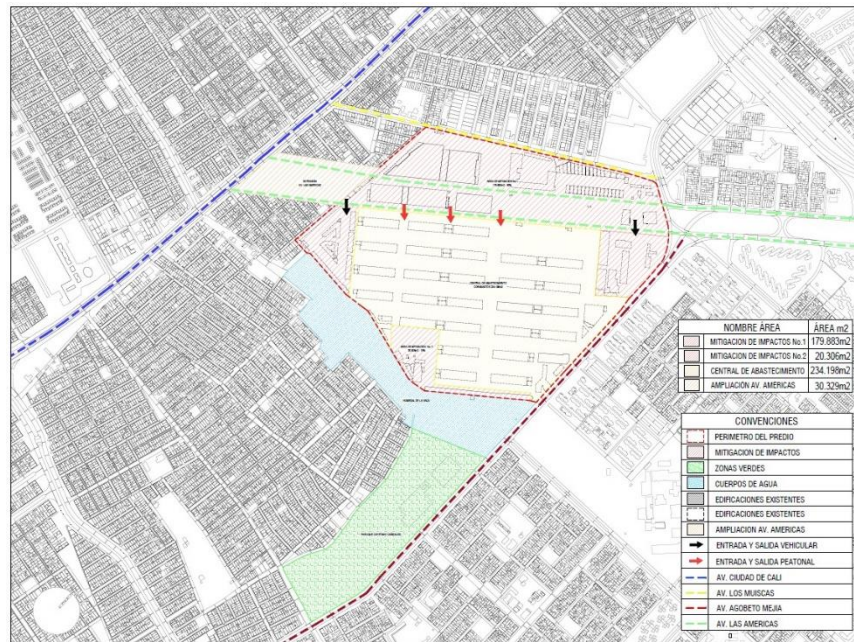 NOMBRE ÁREA ÁREA m2
MITIGACION DE IMPACTOS No.1 179.883m2
MITIGACION DE IMPACTOS No.2 20.306m2
CENTRAL DE ABASTECIMIENTO 234.198m2
AMPLIACIÓN AV. AMÉRICAS 30.329m2
CONVENCIONES
PERIMETRO DEL PREDIO
MITIGACION DE IMPACTOS
ZONAS VERDES
CUERPOS DE AGUA
EDIFICACIONES EXISTENTES
EDIFICACIONES EXISTENTES
AMPLIACION AV. AMERICAS
ENTRADA Y SALIDA VEHICULAR
ENTRADA Y SALIDA PEATONAL
AV. CIUDAD DE CALI
AV. LOS MUISCAS
AV. AGOBETO MEJIA
AV. LAS AMERICAS